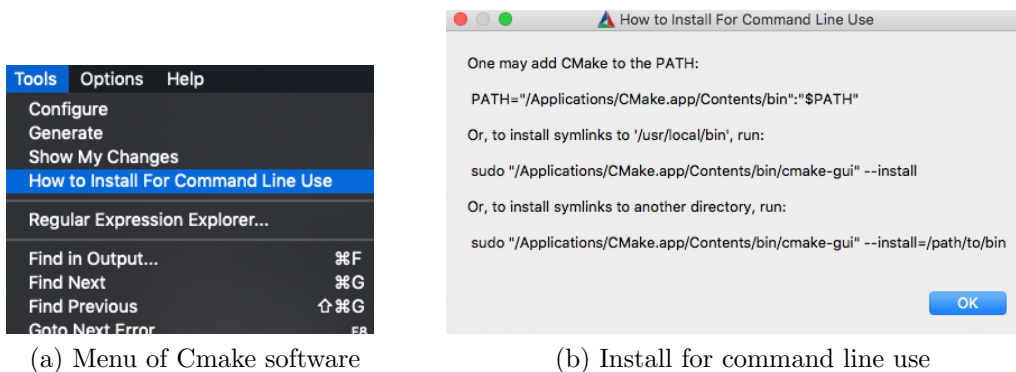 Tools Options Help
Configure
Generate
Show My Changes
How to Install For Command Line Use
Regular Expression Explorer...
Find in Output... ⌘F
Find Next ⌘G
Find Previous ⇧⌘G
Goto Next Error F8
(a) Menu of Cmake software
How to Install For Command Line Use
One may add CMake to the PATH:
PATH="/Applications/CMake.app/Contents/bin":"$PATH"
Or, to install symlinks to '/usr/local/bin', run:
sudo "/Applications/CMake.app/Contents/bin/cmake-gui" --install
Or, to install symlinks to another directory, run:
sudo "/Applications/CMake.app/Contents/bin/cmake-gui" --install=/path/to/bin
OK
(b) Install for command line use